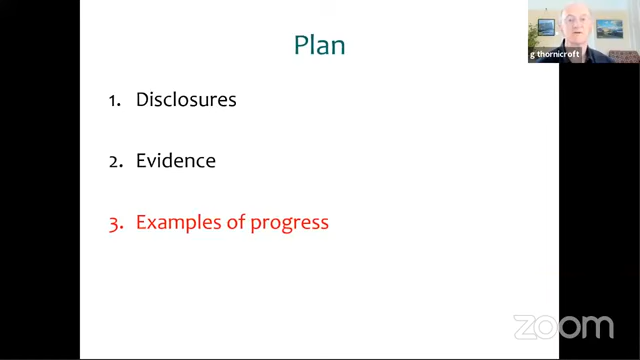 Plan
g thornicroft
1. Disclosures
2. Evidence
3. Examples of progress
zoom